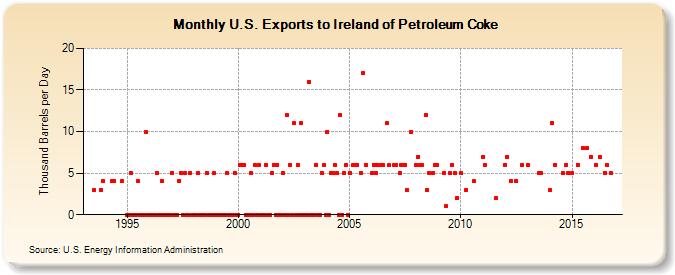 Monthly U.S. Exports to Ireland of Petroleum Coke
Thousand Barrels per Day
20
15
10
5
0
1995 2000 2005 2010 2015
Source: U.S. Energy Information Administration